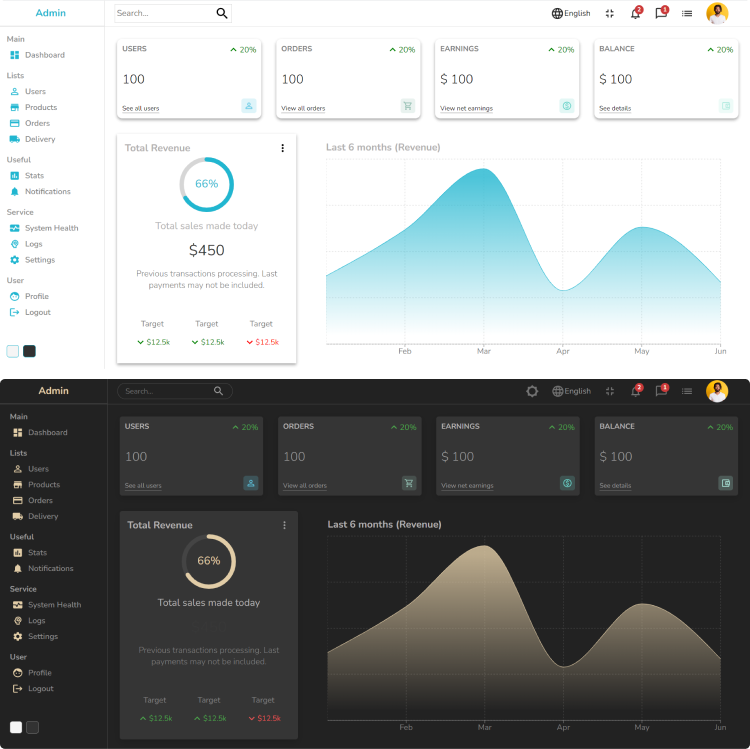 Admin
Search...
English
2
1
Main
Dashboard
Lists
Users
Products
Orders
Delivery
Useful
Stats
Notifications
Service
System Health
Logs
Settings
User
Profile
Logout
USERS
20%
100
See all users
ORDERS
20%
100
View all orders
EARNINGS
20%
$ 100
View net earnings
BALANCE
20%
$ 100
See details
Total Revenue
66%
Total sales made today
$450
Previous transactions processing. Last
payments may not be included.
Target
Target
Target
$12.5k
$12.5k
$12.5k
Last 6 months (Revenue)
Feb
Mar
Apr
May
Jun
Admin
Search...
English
2
1
Main
Dashboard
Lists
Users
Products
Orders
Delivery
Useful
Stats
Notifications
Service
System Health
Logs
Settings
User
Profile
Logout
USERS
20%
100
See all users
ORDERS
20%
100
View all orders
EARNINGS
20%
$ 100
View net earnings
BALANCE
20%
$ 100
See details
Total Revenue
66%
Total sales made today
Previous transactions processing. Last
payments may not be included.
Target
Target
Target
$12.5k
$12.5k
$12.5k
Last 6 months (Revenue)
Feb
Mar
Apr
May
Jun